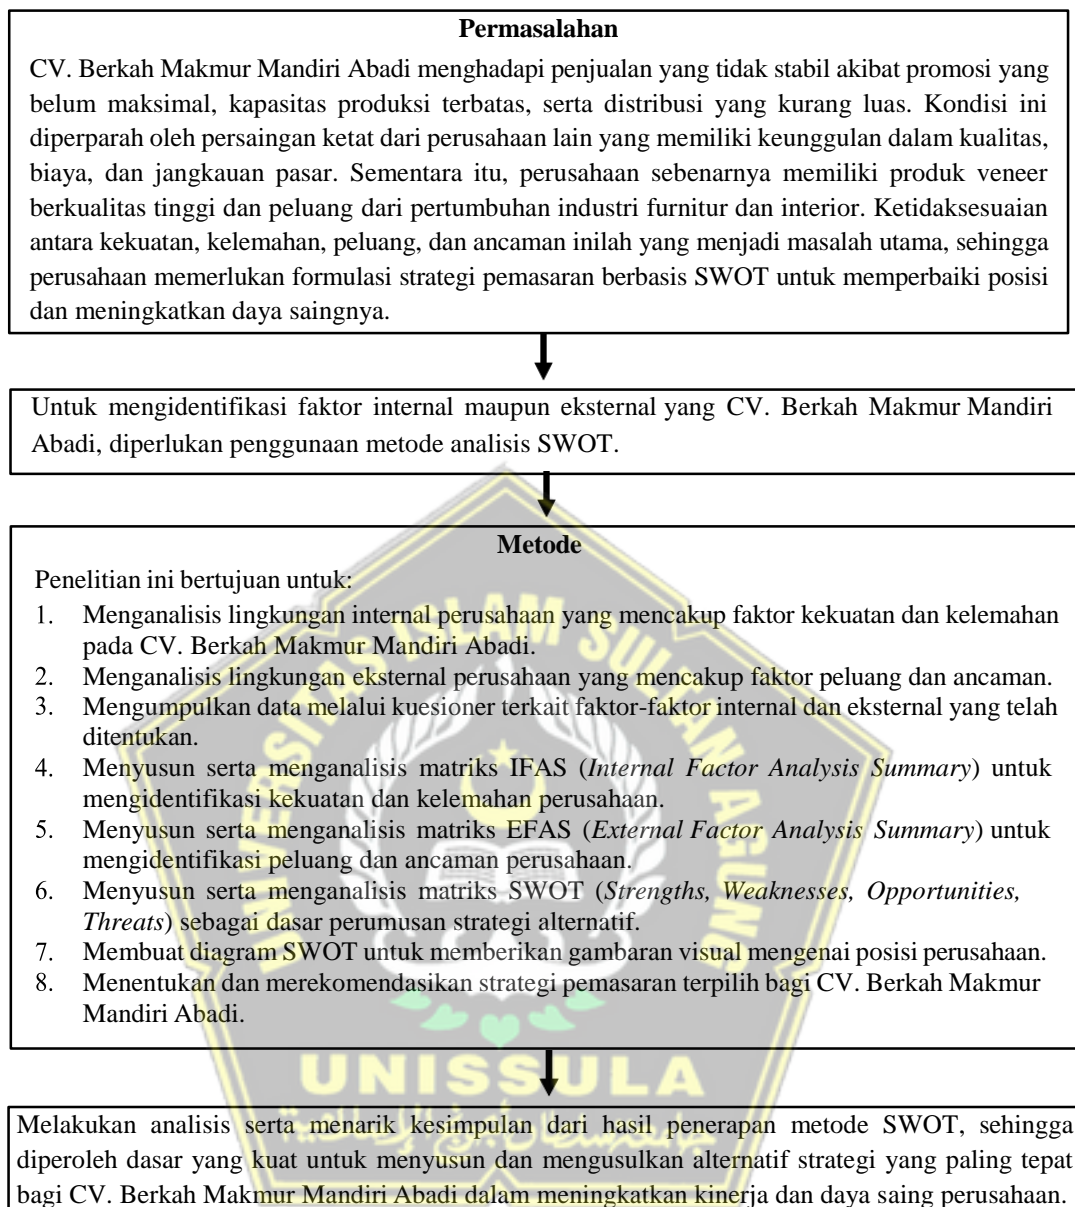 Permasalahan
CV. Berkah Makmur Mandiri Abadi menghadapi penjualan yang tidak stabil akibat promosi yang
belum maksimal, kapasitas produksi terbatas, serta distribusi yang kurang luas. Kondisi ini
diperparah oleh persaingan ketat dari perusahaan lain yang memiliki keunggulan dalam kualitas,
biaya, dan jangkauan pasar. Sementara itu, perusahaan sebenarnya memiliki produk veneer
berkualitas tinggi dan peluang dari pertumbuhan industri furnitur dan interior. Ketidaksesuaian
antara kekuatan, kelemahan, peluang, dan ancaman inilah yang menjadi masalah utama, sehingga
perusahaan memerlukan formulasi strategi pemasaran berbasis SWOT untuk memperbaiki posisi
dan meningkatkan daya saingnya.
Untuk mengidentifikasi faktor internal maupun eksternal yang CV. Berkah Makmur Mandiri
Abadi, diperlukan penggunaan metode analisis SWOT.
Metode
Penelitian ini bertujuan untuk:
1. Menganalisis lingkungan internal perusahaan yang mencakup faktor kekuatan dan kelemahan
pada CV. Berkah Makmur Mandiri Abadi.
2. Menganalisis lingkungan eksternal perusahaan yang mencakup faktor peluang dan ancaman.
3. Mengumpulkan data melalui kuesioner terkait faktor-faktor internal dan eksternal yang telah
ditentukan.
4. Menyusun serta menganalisis matriks IFAS (Internal Factor Analysis Summary) untuk
mengidentifikasi kekuatan dan kelemahan perusahaan.
5. Menyusun serta menganalisis matriks EFAS (External Factor Analysis Summary) untuk
mengidentifikasi peluang dan ancaman perusahaan.
6. Menyusun serta menganalisis matriks SWOT (Strengths, Weaknesses, Opportunities,
Threats) sebagai dasar perumusan strategi alternatif.
7. Membuat diagram SWOT untuk memberikan gambaran visual mengenai posisi perusahaan.
8. Menentukan dan merekomendasikan strategi pemasaran terpilih bagi CV. Berkah Makmur
Mandiri Abadi.
Melakukan analisis serta menarik kesimpulan dari hasil penerapan metode SWOT, sehingga
diperoleh dasar yang kuat untuk menyusun dan mengusulkan alternatif strategi yang paling tepat
bagi CV. Berkah Makmur Mandiri Abadi dalam meningkatkan kinerja dan daya saing perusahaan.
UNIVERSITAS ISLAM SULTAN AGUNG
UNISSULA